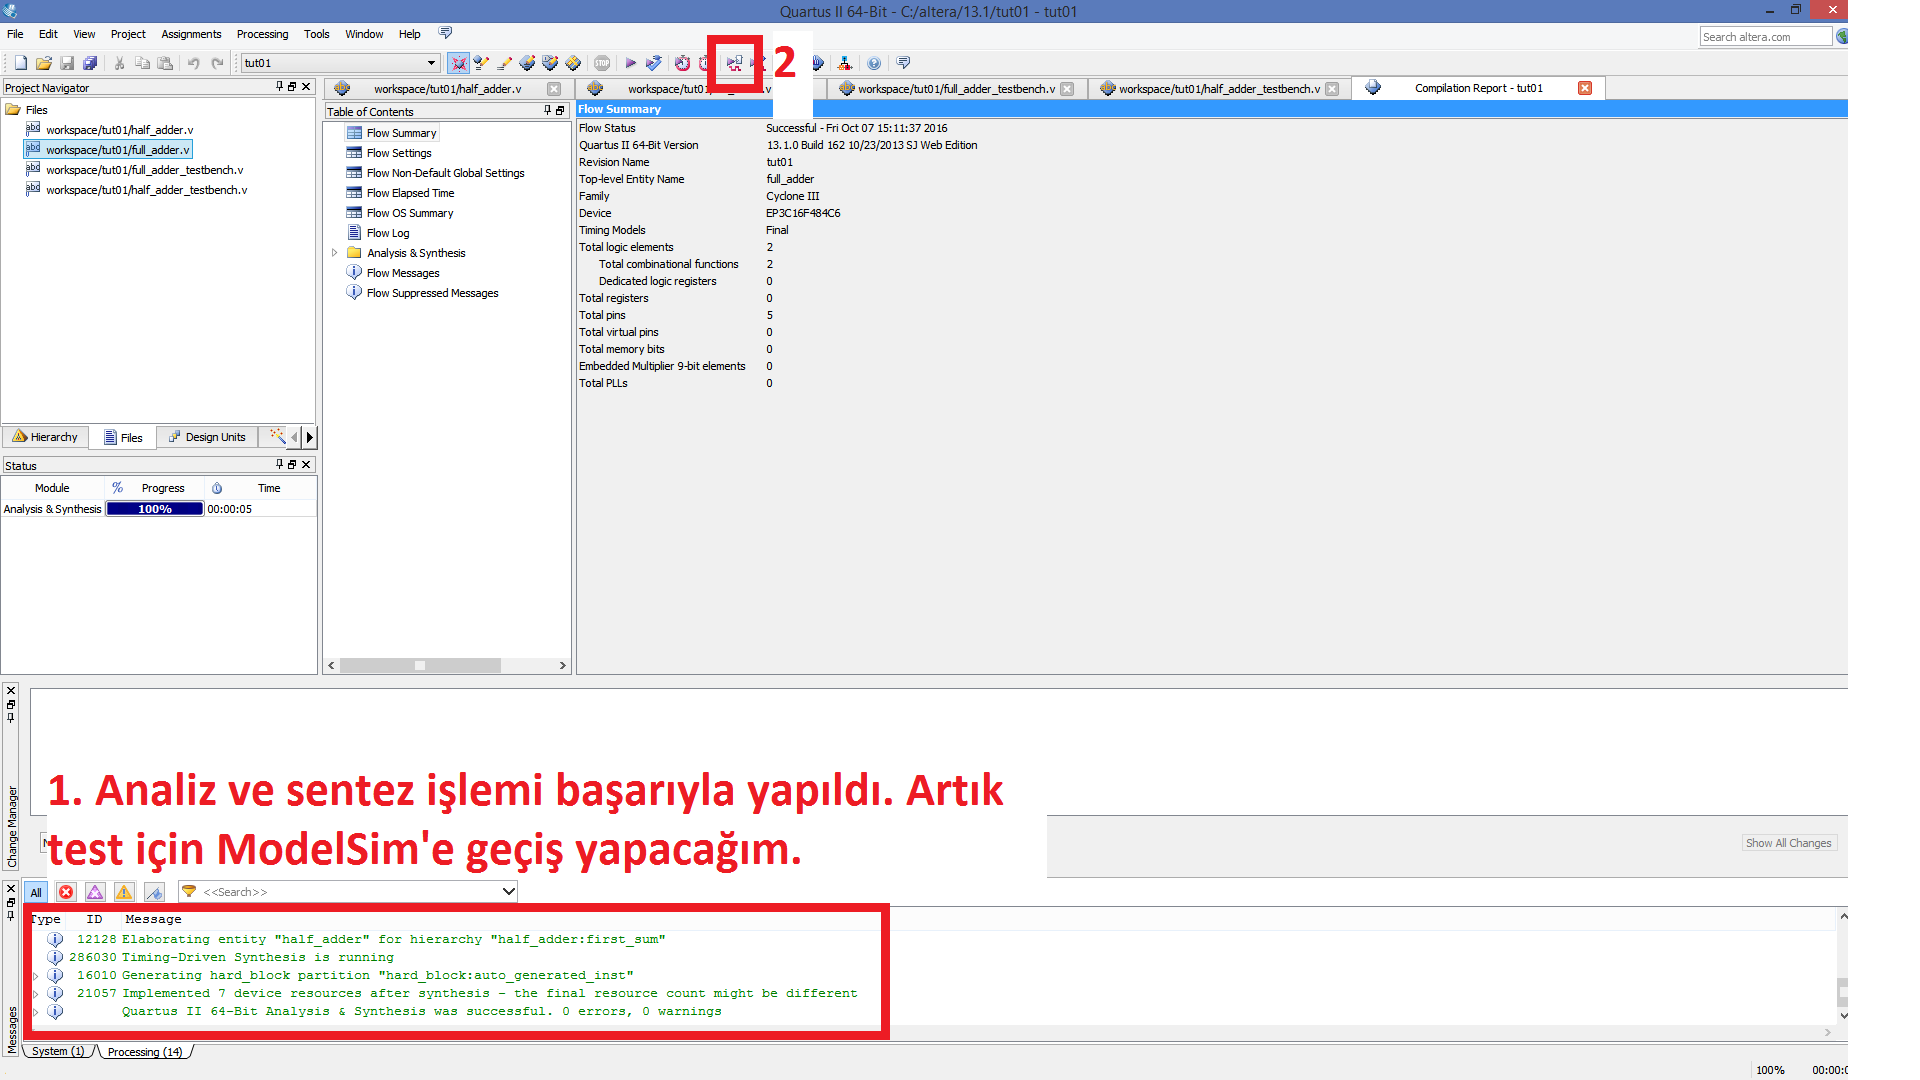 Quartus II 64-Bit - C:/altera/13.1/tut01 - tut01
File Edit View Project Assignments Processing Tools Window Help
Search altera.com
tut01
2
Project Navigator
Files
workspace/tut01/half_adder.v
workspace/tut01/full_adder.v
workspace/tut01/full_adder_testbench.v
workspace/tut01/half_adder_testbench.v
Hierarchy Files Design Units
Status
Module % Progress Time
Analysis & Synthesis 100% 00:00:05
workspace/tut01/half_adder.v
workspace/tut01/full_adder_testbench.v
workspace/tut01/half_adder_testbench.v
Compilation Report - tut01
Table of Contents
Flow Summary
Flow Settings
Flow Non-Default Global Settings
Flow Elapsed Time
Flow OS Summary
Flow Log
Analysis & Synthesis
Flow Messages
Flow Suppressed Messages
Flow Summary
Flow Status Successful - Fri Oct 07 15:11:37 2016
Quartus II 64-Bit Version 13.1.0 Build 162 10/23/2013 SJ Web Edition
Revision Name tut01
Top-level Entity Name full_adder
Family Cyclone III
Device EP3C16F484C6
Timing Models Final
Total logic elements 2
Total combinational functions 2
Dedicated logic registers 0
Total registers 0
Total pins 5
Total virtual pins 0
Total memory bits 0
Embedded Multiplier 9-bit elements 0
Total PLLs 0
Change Manager
1. Analiz ve sentez işlemi başarıyla yapıldı. Artık
test için ModelSim'e geçiş yapacağım.
Show All Changes
All <<Search>>
Type ID Message
12128 Elaborating entity "half_adder" for hierarchy "half_adder:first_sum"
286030 Timing-Driven Synthesis is running
16010 Generating hard_block partition "hard_block:auto_generated_inst"
21057 Implemented 7 device resources after synthesis - the final resource count might be different
Quartus II 64-Bit Analysis & Synthesis was successful. 0 errors, 0 warnings
Messages
System (1) Processing (14)
100%